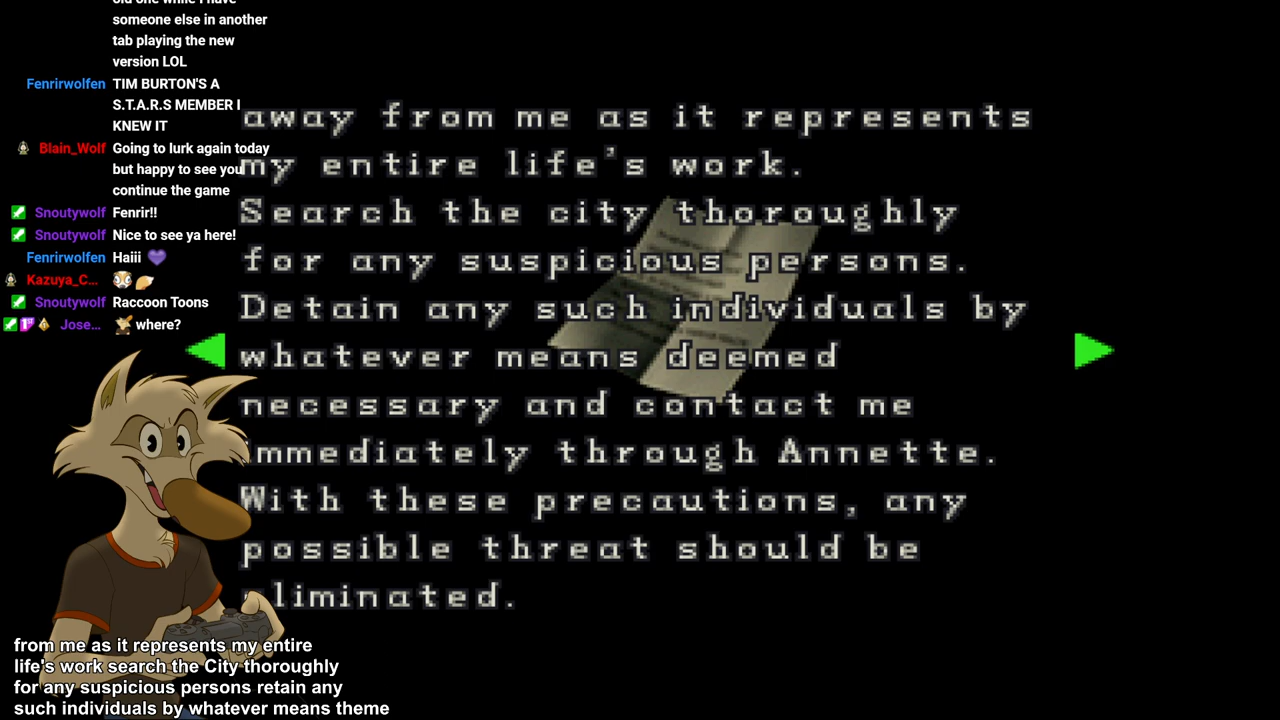 someone else in another
tab playing the new
version LOL
Fenrirwolfen TIM BURTON'S A
S.T.A.R.S MEMBER I
KNEW IT
Blain_Wolf Going to lurk again today
but happy to see you
continue the game
Snoutywolf Fenrir!!
Snoutywolf Nice to see ya here!
Fenrirwolfen Haiii
Kazuya_C...
Snoutywolf Raccoon Toons
Jose... where?
away from me as it represents
my entire life's work.
Search the city thoroughly
for any suspicious persons.
Detain any such individuals by
whatever means deemed
necessary and contact me
immediately through Annette.
With these precautions, any
possible threat should be
eliminated.
from me as it represents my entire
life's work search the City thoroughly
for any suspicious persons retain any
such individuals by whatever means theme